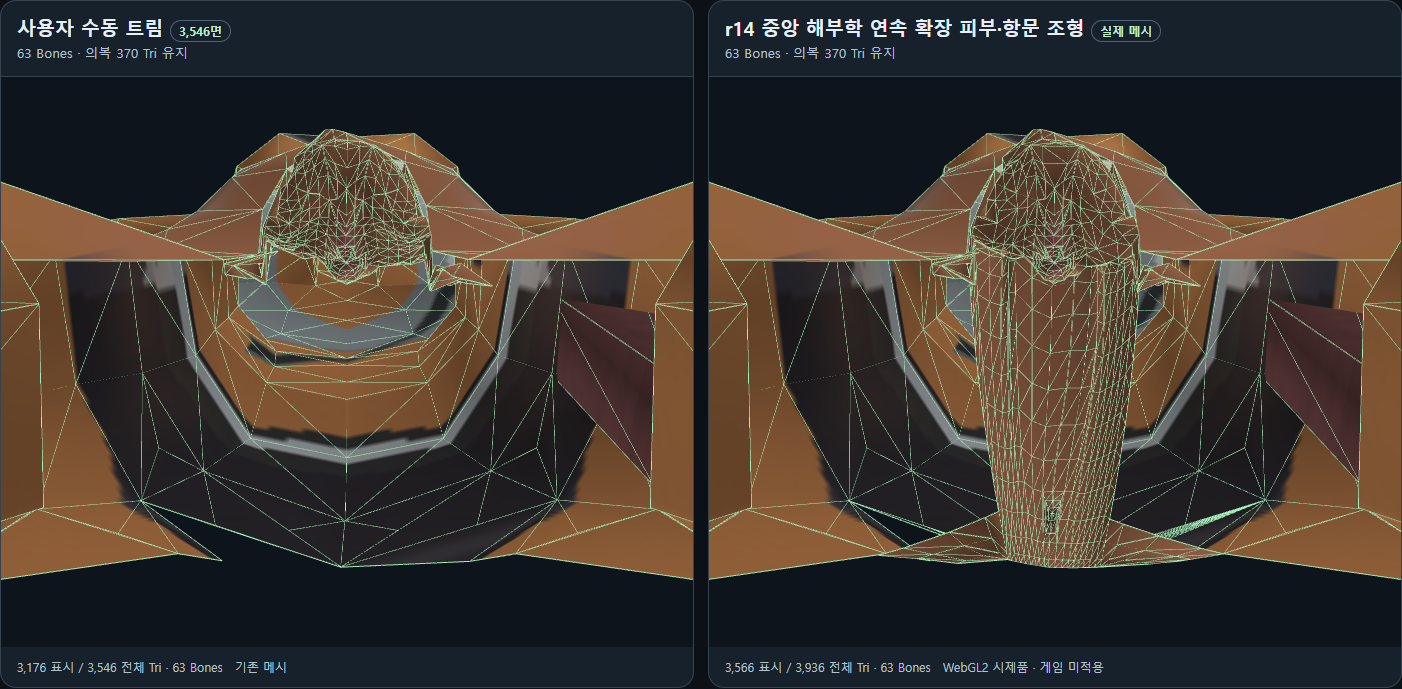 사용자 수동 트림 3,546면
63 Bones · 의복 370 Tri 유지
3,176 표시 / 3,546 전체 Tri · 63 Bones 기존 메시
r14 중앙 해부학 연속 확장 피부·항문 조형 실제 메시
63 Bones · 의복 370 Tri 유지
3,566 표시 / 3,936 전체 Tri · 63 Bones WebGL2 시제품 · 게임 미적용